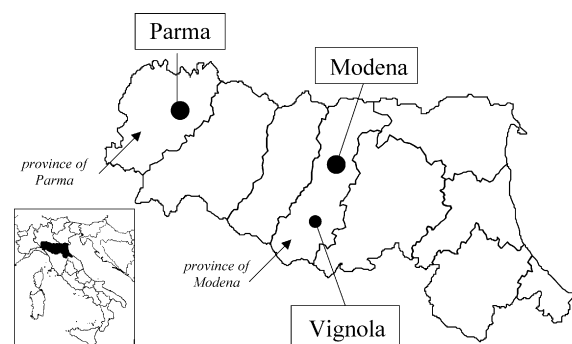 Parma
Modena
province of
Parma
province of
Modena
Vignola